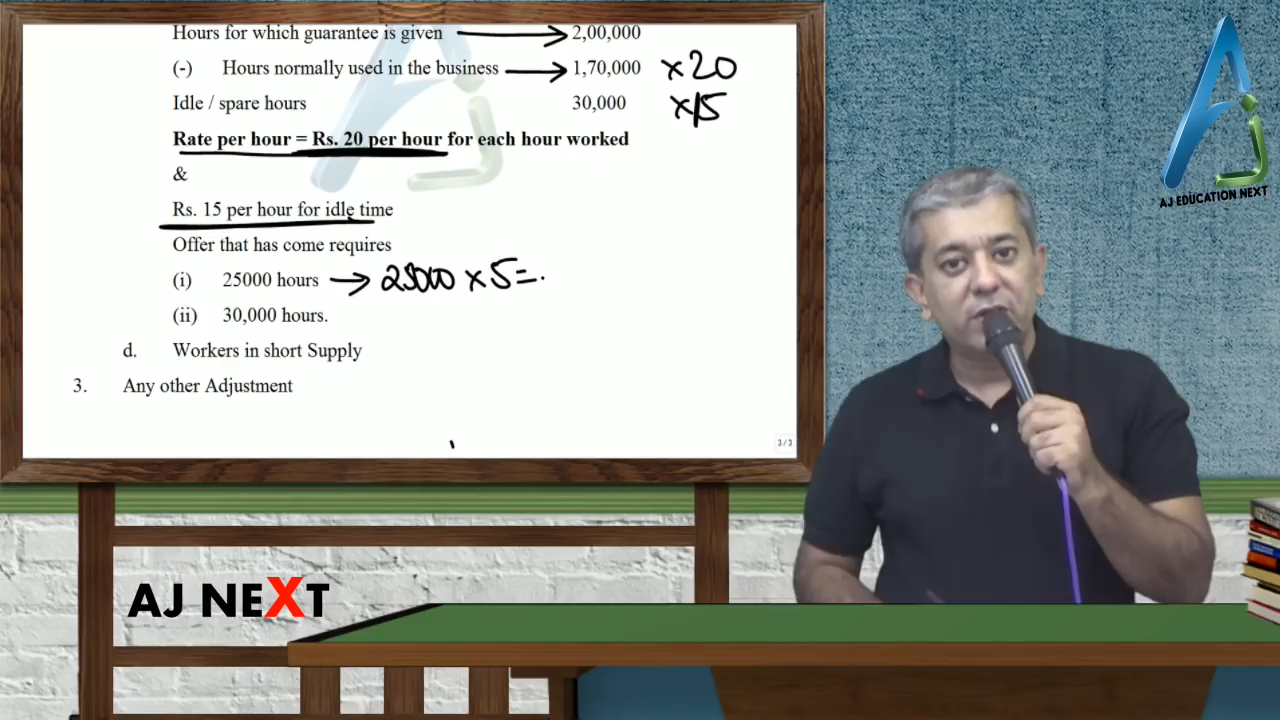 Hours for which guarantee is given → 2,00,000
(-) Hours normally used in the business → 1,70,000 ×20
Idle / spare hours 30,000 ×15
Rate per hour = Rs. 20 per hour for each hour worked
&
Rs. 15 per hour for idle time
Offer that has come requires
(i) 25000 hours → 25000 × 5 =
(ii) 30,000 hours.
d. Workers in short Supply
3. Any other Adjustment
3/3
AJ EDUCATION NEXT
AJ NEXT